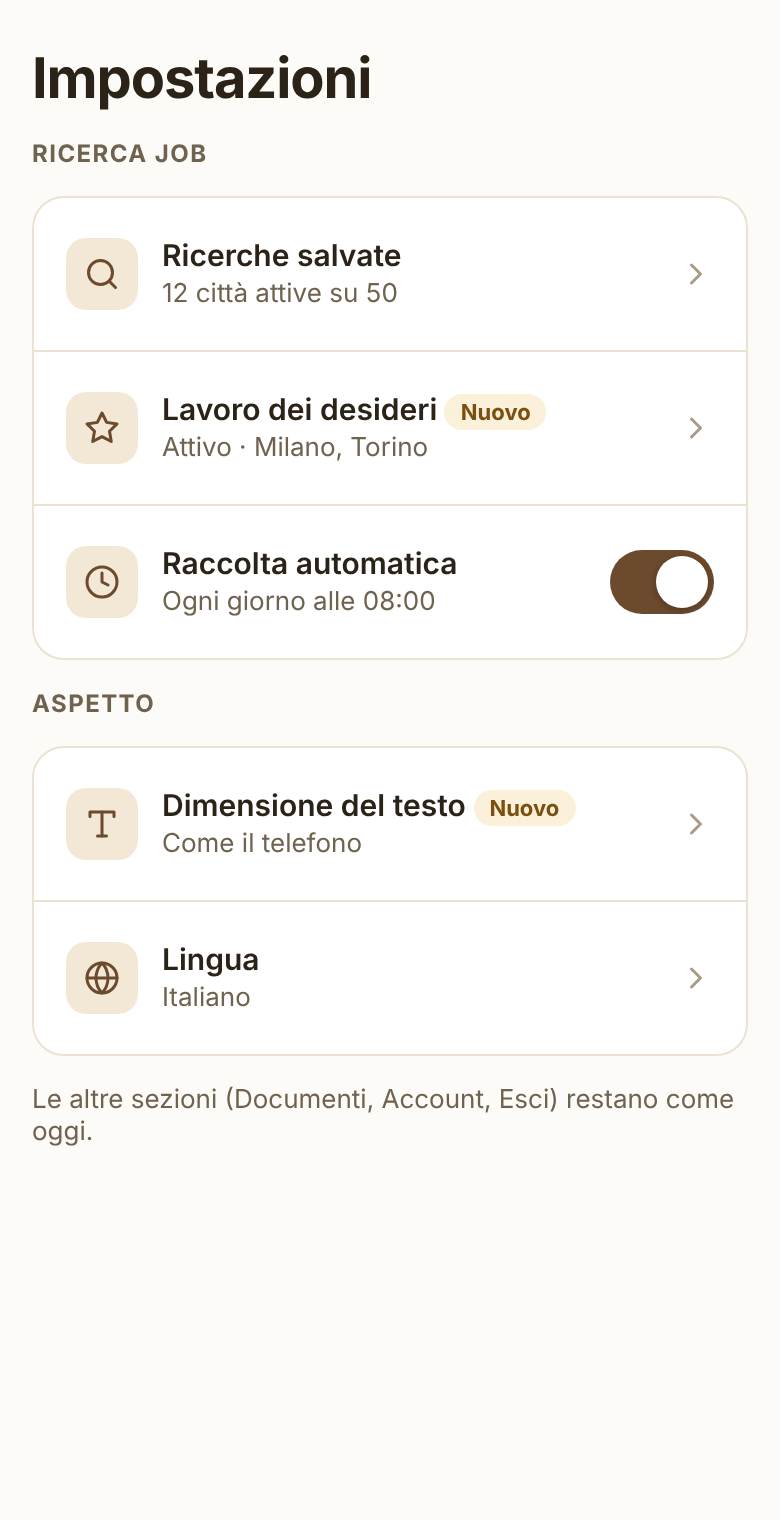 Impostazioni
RICERCA JOB
Ricerche salvate
12 città attive su 50
Lavoro dei desideri Nuovo
Attivo · Milano, Torino
Raccolta automatica
Ogni giorno alle 08:00
ASPETTO
Dimensione del testo Nuovo
Come il telefono
Lingua
Italiano
Le altre sezioni (Documenti, Account, Esci) restano come
oggi.